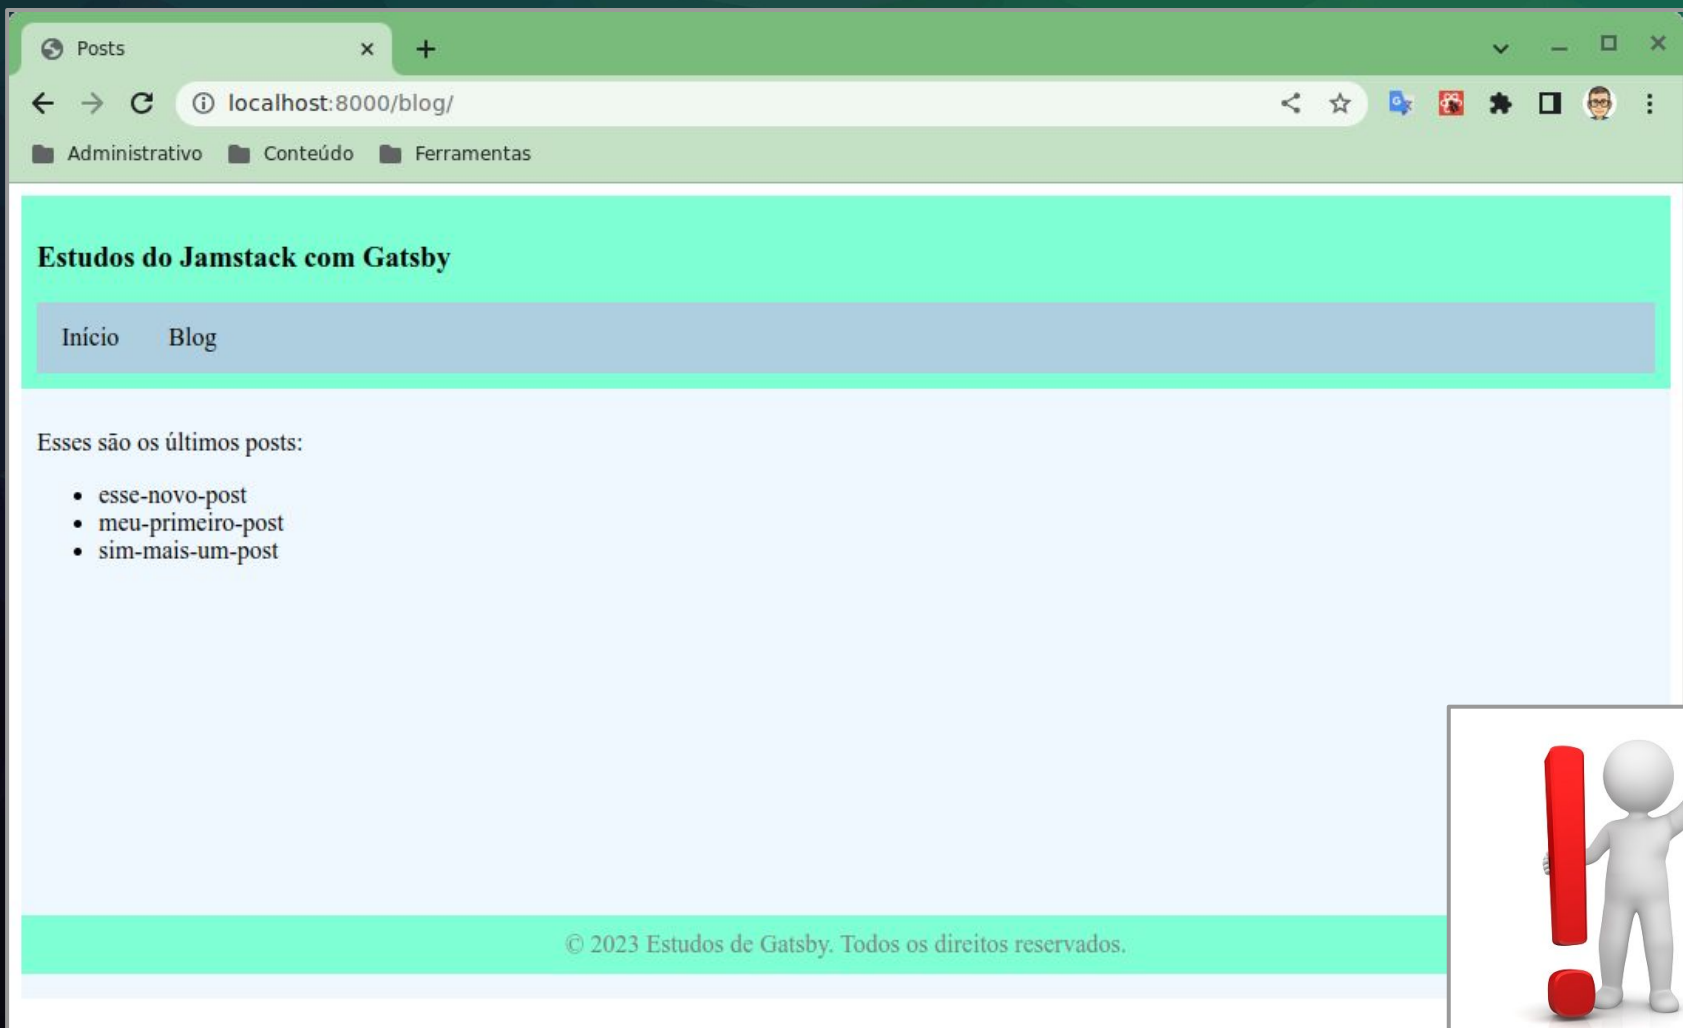 Posts
localhost:8000/blog/
Administrativo Conteúdo Ferramentas
Estudos do Jamstack com Gatsby
Início Blog
Esses são os últimos posts:
• esse-novo-post
• meu-primeiro-post
• sim-mais-um-post
© 2023 Estudos de Gatsby. Todos os direitos reservados.